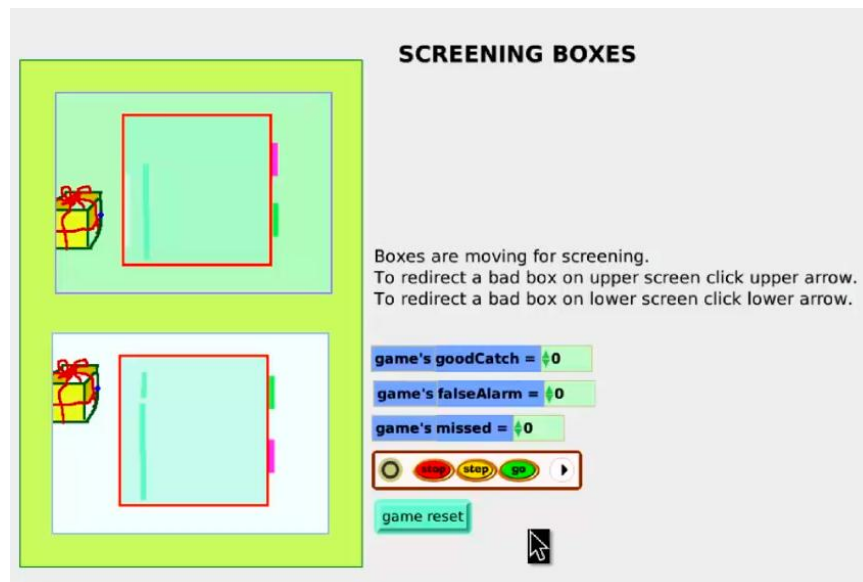 SCREENING BOXES
Boxes are moving for screening.
To redirect a bad box on upper screen click upper arrow.
To redirect a bad box on lower screen click lower arrow.
game's goodCatch = 0
game's falseAlarm = 0
game's missed = 0
stop step go
game reset